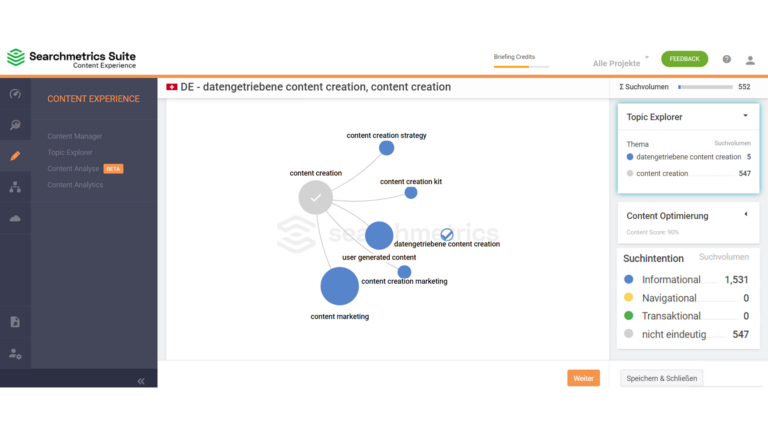 Searchmetrics Suite
Content Experience
Briefing Credits
Alle Projekte
FEEDBACK
?
CONTENT EXPERIENCE
Content Manager
Topic Explorer
Content Analyse BETA
Content Analytics
«
DE - datengetriebene content creation, content creation
content creation strategy
content creation
content creation kit
searchmetrics
datengetriebene content creation
user generated content
content creation marketing
content marketing
Weiter
Σ Suchvolumen 552
Topic Explorer
Thema Suchvolumen
datengetriebene content creation 5
content creation 547
Content Optimierung
Content Score: 90%
Suchintention Suchvolumen
Informational 1,531
Navigational 0
Transaktional 0
nicht eindeutig 547
Speichern & Schließen